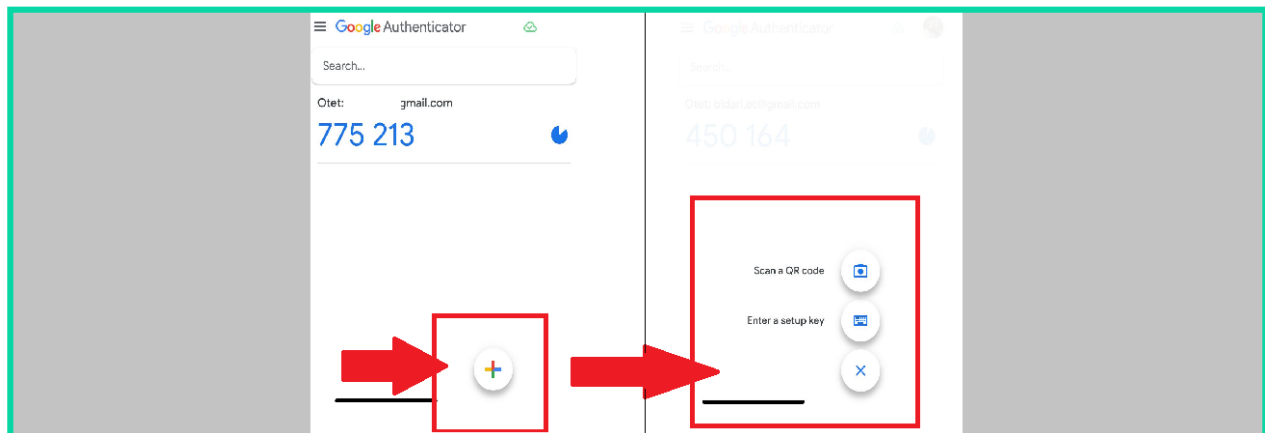 Google Authenticator
Search...
Otet: gmail.com
775 213
Google Authenticator
Search...
Otet:
450 164
Scan a QR code
Enter a setup key